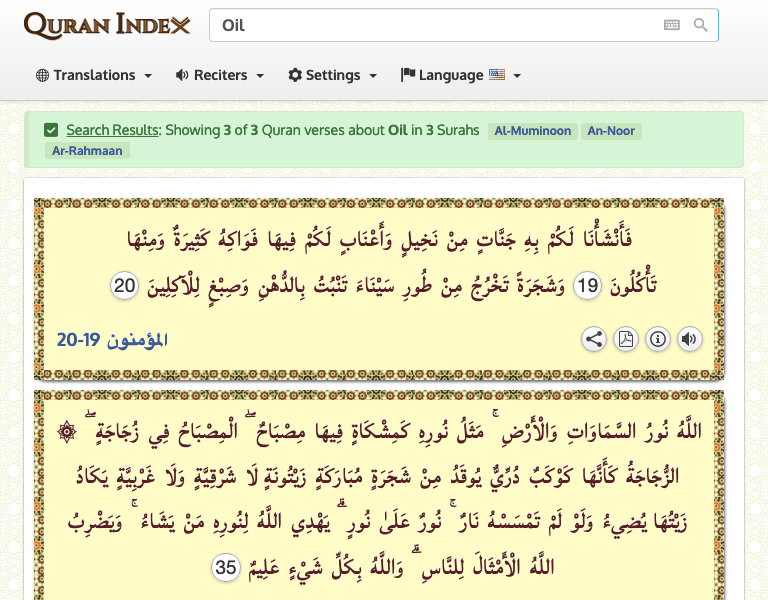 QURAN INDEX
Oil
Translations Reciters Settings Language
Search Results: Showing 3 of 3 Quran verses about Oil in 3 Surahs Al-Muminoon An-Noor
Ar-Rahmaan
فَأَنْشَأْنَا لَكُمْ بِهِ جَنَّاتٍ مِنْ نَخِيلٍ وَأَعْنَابٍ لَكُمْ فِيهَا فَوَاكِهُ كَثِيرَةٌ وَمِنْهَا
تَأْكُلُونَ 19 وَشَجَرَةً تَخْرُجُ مِنْ طُورِ سَيْنَاءَ تَنْبُتُ بِالدُّهْنِ وَصِبْغٍ لِلْآكِلِينَ 20
المؤمنون 19-20
اللَّهُ نُورُ السَّمَاوَاتِ وَالْأَرْضِ ۚ مَثَلُ نُورِهِ كَمِشْكَاةٍ فِيهَا مِصْبَاحٌ ۖ الْمِصْبَاحُ فِي زُجَاجَةٍ ۖ ۞
الزُّجَاجَةُ كَأَنَّهَا كَوْكَبٌ دُرِّيٌّ يُوقَدُ مِنْ شَجَرَةٍ مُبَارَكَةٍ زَيْتُونَةٍ لَا شَرْقِيَّةٍ وَلَا غَرْبِيَّةٍ يَكَادُ
زَيْتُهَا يُضِيءُ وَلَوْ لَمْ تَمْسَسْهُ نَارٌ ۚ نُورٌ عَلَىٰ نُورٍ ۗ يَهْدِي اللَّهُ لِنُورِهِ مَنْ يَشَاءُ ۚ وَيَضْرِبُ
اللَّهُ الْأَمْثَالَ لِلنَّاسِ ۗ وَاللَّهُ بِكُلِّ شَيْءٍ عَلِيمٌ 35